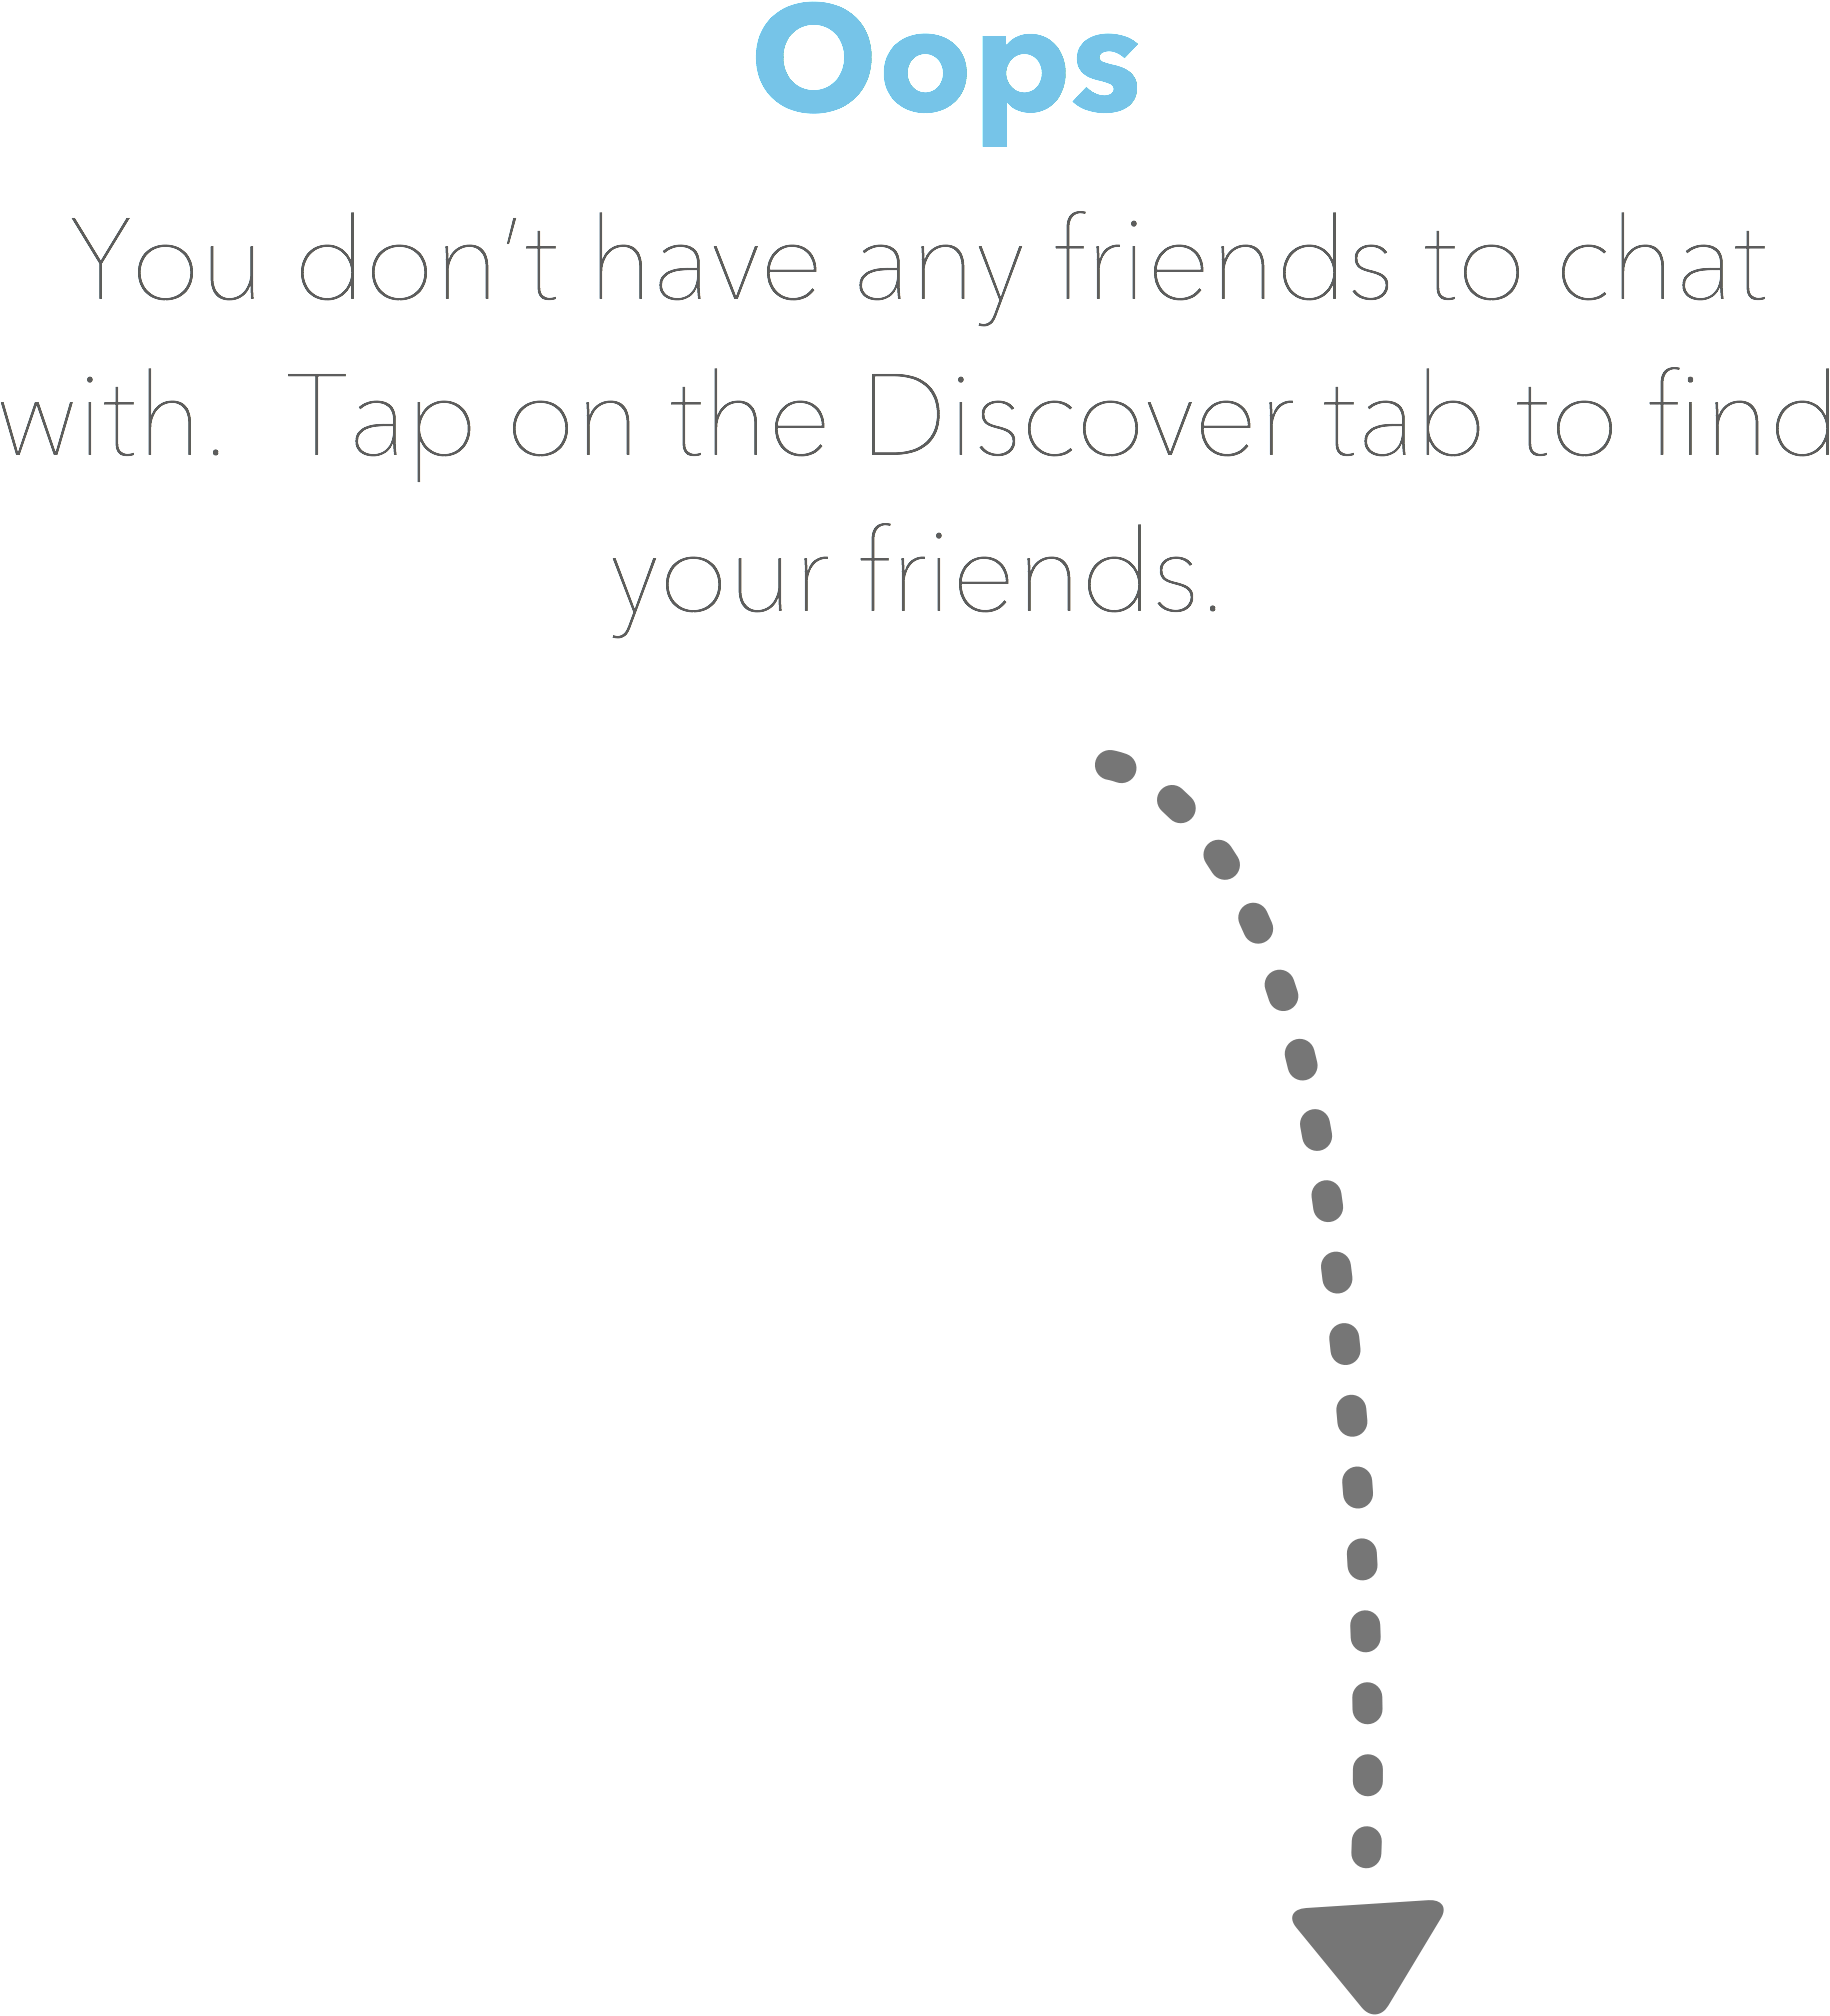 Oops
You don’t have any friends to chat
with.  Tap on the Discover tab to find
your friends.